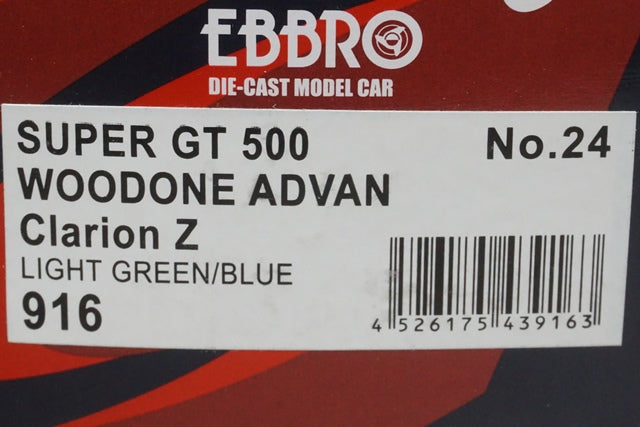 EBBRO
DIE-CAST MODEL CAR
SUPER GT 500 No.24
WOODONE ADVAN
Clarion Z
LIGHT GREEN/BLUE
916
4 526175 439163